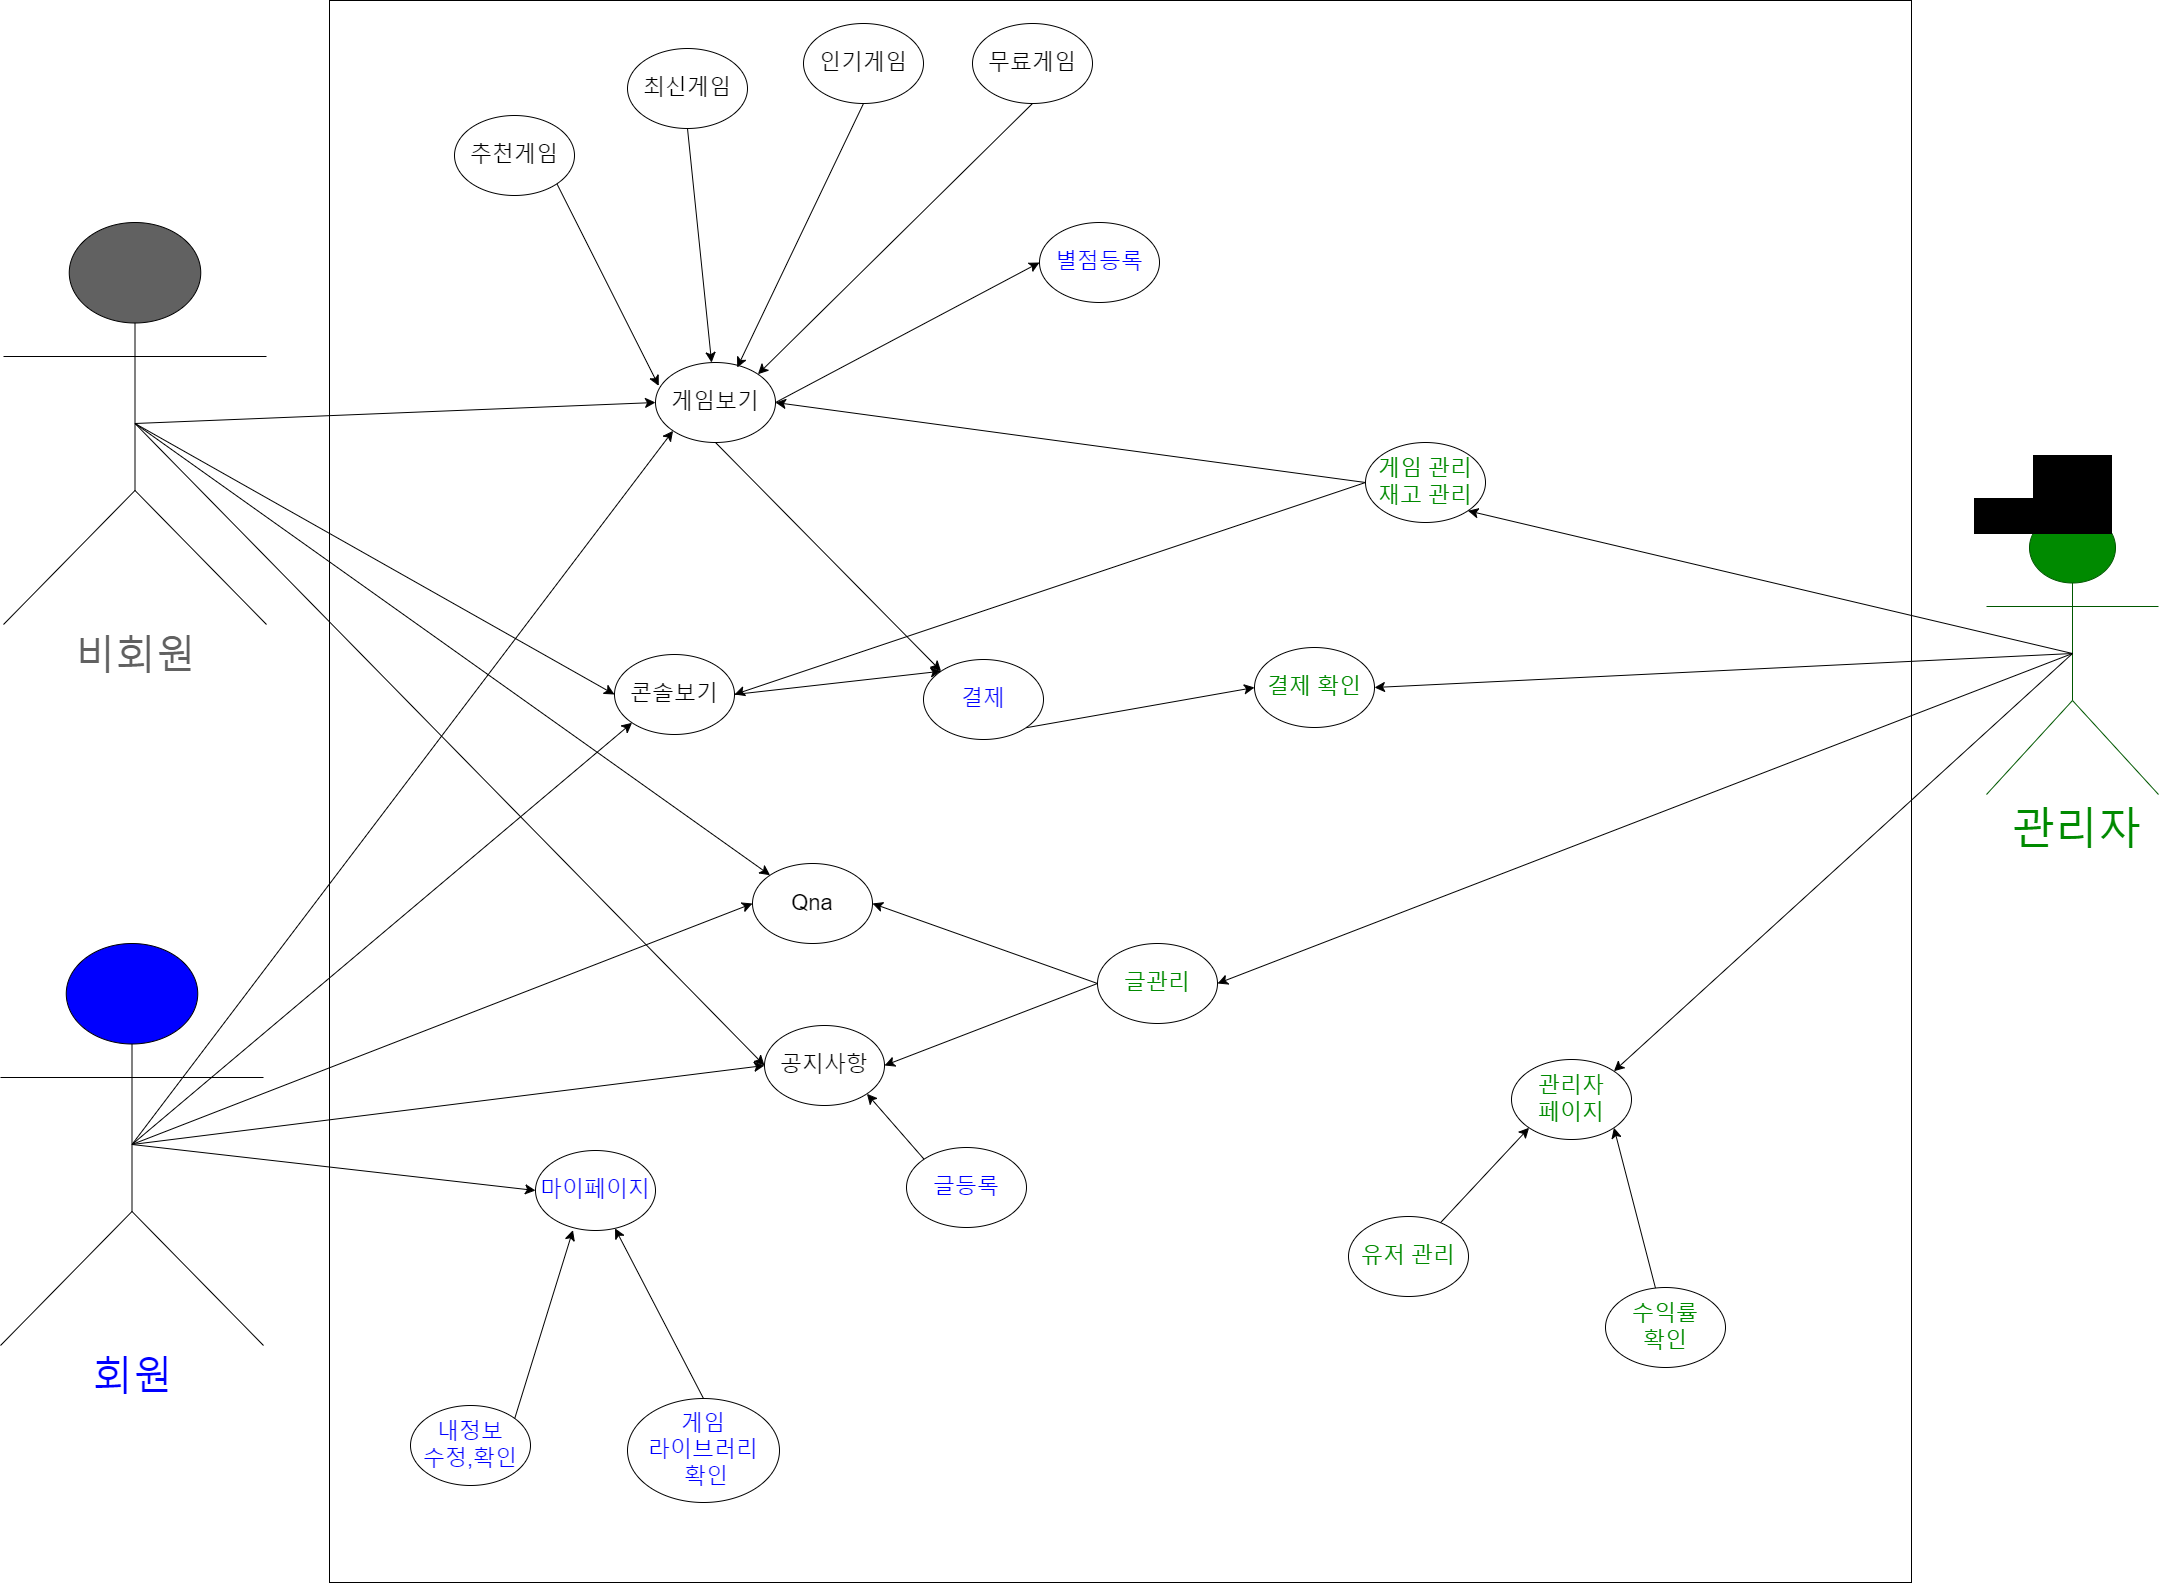 인기게임
무료게임
최신게임
추천게임
별점등록
게임보기
게임 관리
재고 관리
비회원
콘솔보기
결제
결제 확인
관리자
Qna
글관리
공지사항
관리자
페이지
마이페이지
글등록
유저 관리
수익률
확인
회원
내정보
수정,확인
게임
라이브러리
확인